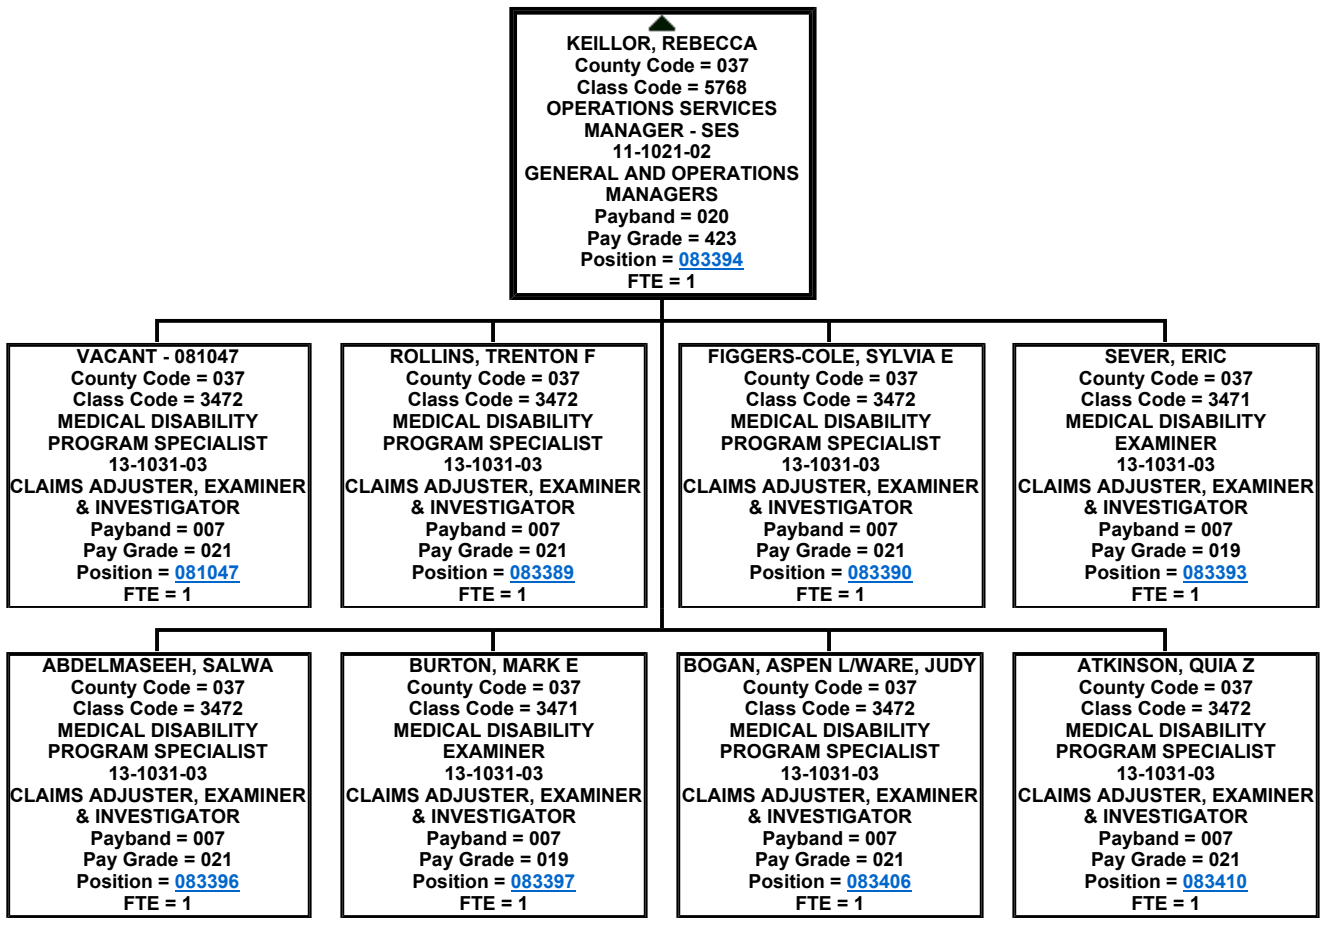 KEILLOR, REBECCA
County Code = 037
Class Code = 5768
OPERATIONS SERVICES
MANAGER - SES
11-1021-02
GENERAL AND OPERATIONS
MANAGERS
Payband = 020
Pay Grade = 423
Position = 083394
FTE = 1
VACANT - 081047
County Code = 037
Class Code = 3472
MEDICAL DISABILITY
PROGRAM SPECIALIST
13-1031-03
CLAIMS ADJUSTER, EXAMINER
& INVESTIGATOR
Payband = 007
Pay Grade = 021
Position = 081047
FTE = 1
ROLLINS, TRENTON F
County Code = 037
Class Code = 3472
MEDICAL DISABILITY
PROGRAM SPECIALIST
13-1031-03
CLAIMS ADJUSTER, EXAMINER
& INVESTIGATOR
Payband = 007
Pay Grade = 021
Position = 083389
FTE = 1
FIGGERS-COLE, SYLVIA E
County Code = 037
Class Code = 3472
MEDICAL DISABILITY
PROGRAM SPECIALIST
13-1031-03
CLAIMS ADJUSTER, EXAMINER
& INVESTIGATOR
Payband = 007
Pay Grade = 021
Position = 083390
FTE = 1
SEVER, ERIC
County Code = 037
Class Code = 3471
MEDICAL DISABILITY
EXAMINER
13-1031-03
CLAIMS ADJUSTER, EXAMINER
& INVESTIGATOR
Payband = 007
Pay Grade = 019
Position = 083393
FTE = 1
ABDELMASEEH, SALWA
County Code = 037
Class Code = 3472
MEDICAL DISABILITY
PROGRAM SPECIALIST
13-1031-03
CLAIMS ADJUSTER, EXAMINER
& INVESTIGATOR
Payband = 007
Pay Grade = 021
Position = 083396
FTE = 1
BURTON, MARK E
County Code = 037
Class Code = 3471
MEDICAL DISABILITY
EXAMINER
13-1031-03
CLAIMS ADJUSTER, EXAMINER
& INVESTIGATOR
Payband = 007
Pay Grade = 019
Position = 083397
FTE = 1
BOGAN, ASPEN L/WARE, JUDY
County Code = 037
Class Code = 3472
MEDICAL DISABILITY
PROGRAM SPECIALIST
13-1031-03
CLAIMS ADJUSTER, EXAMINER
& INVESTIGATOR
Payband = 007
Pay Grade = 021
Position = 083406
FTE = 1
ATKINSON, QUIA Z
County Code = 037
Class Code = 3472
MEDICAL DISABILITY
PROGRAM SPECIALIST
13-1031-03
CLAIMS ADJUSTER, EXAMINER
& INVESTIGATOR
Payband = 007
Pay Grade = 021
Position = 083410
FTE = 1